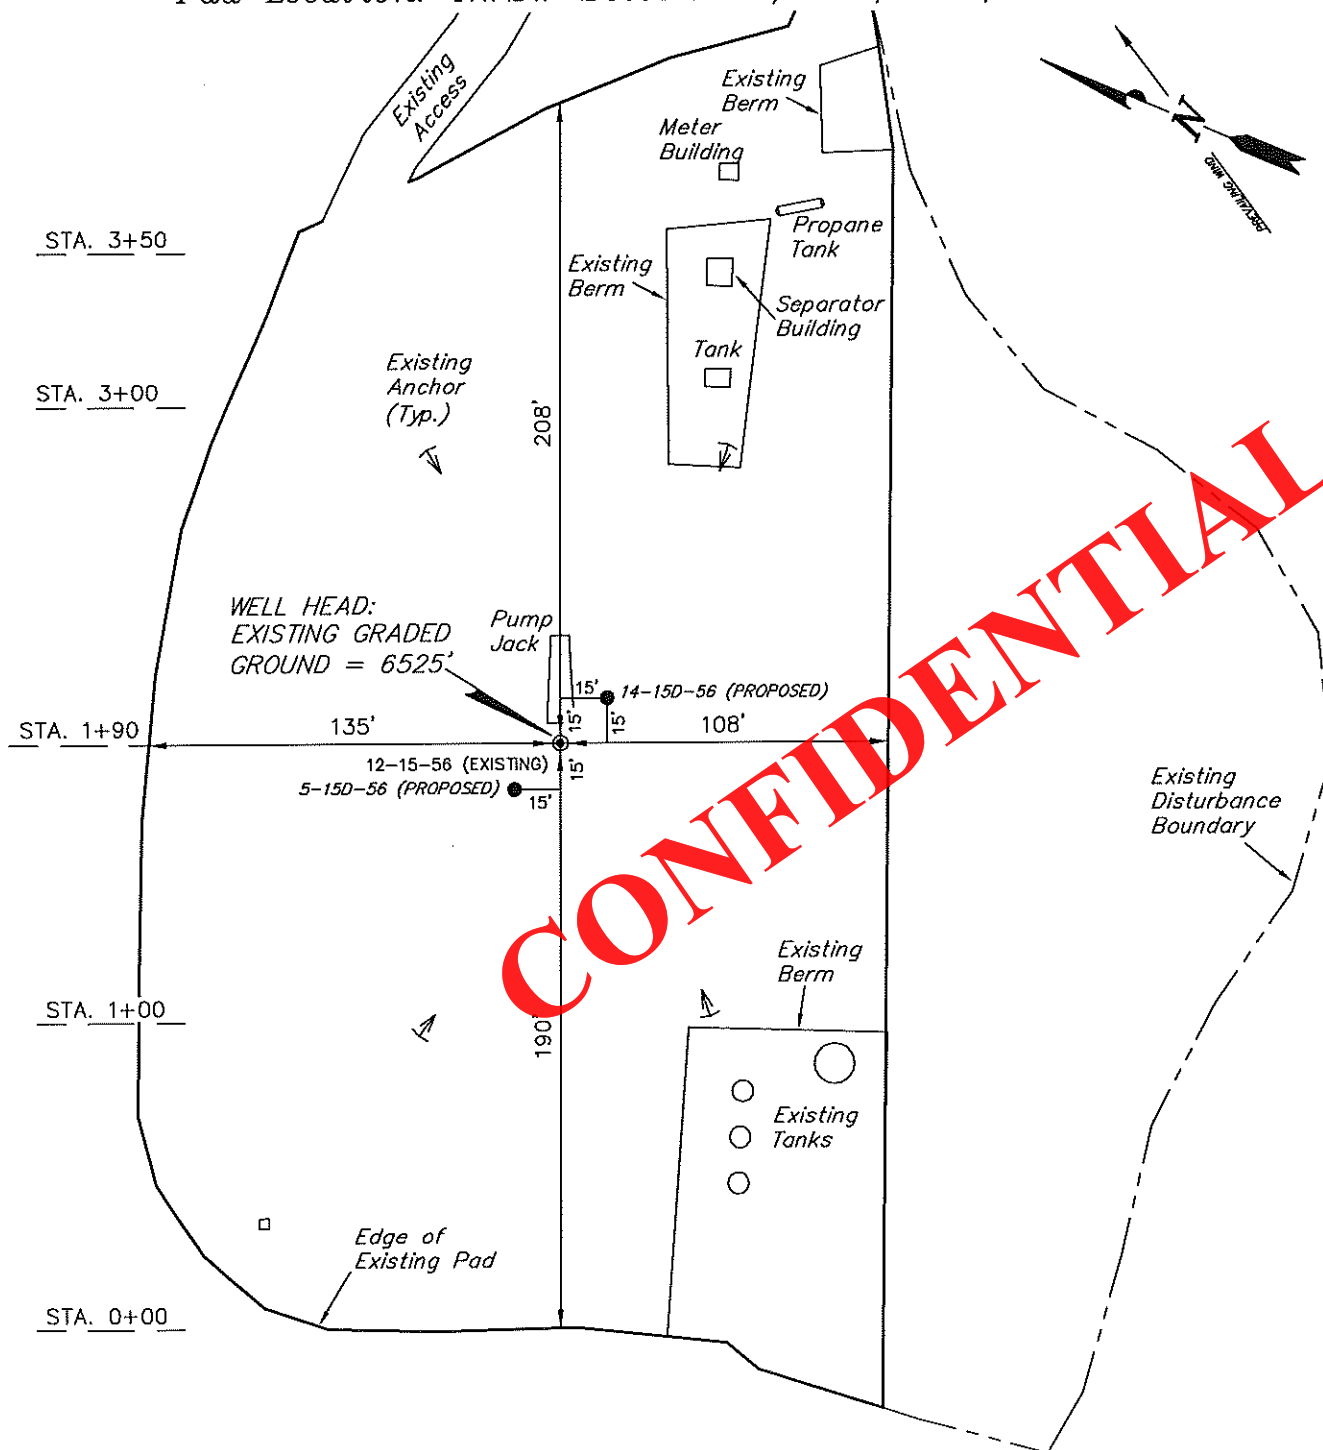 Existing
Access
Existing
Berm
Meter
Building
N
PREVAILING WIND
Propane
Tank
STA. 3+50
Existing
Berm
Separator
Building
Tank
Existing
Anchor
(Typ.)
STA. 3+00
208'
WELL HEAD:
EXISTING GRADED
GROUND = 6525'
Pump
Jack
15'
14-15D-56 (PROPOSED)
15'
15'
STA. 1+90
135'
108'
12-15-56 (EXISTING)
15'
5-15D-56 (PROPOSED)
15'
Existing
Disturbance
Boundary
CONFIDENTIAL
Existing
Berm
STA. 1+00
190'
Existing
Tanks
Edge of
Existing Pad
STA. 0+00